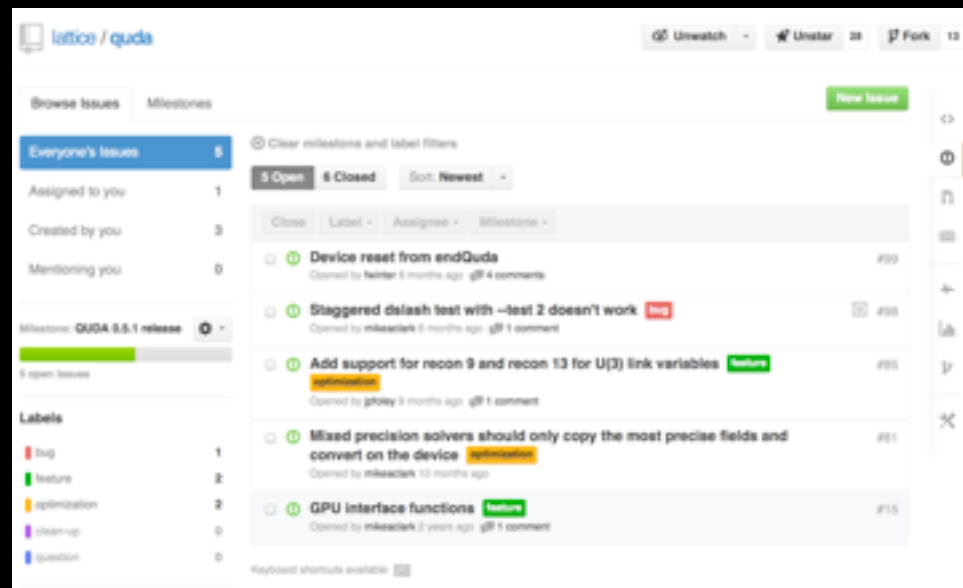 lattice / quda
Unwatch
Unstar 28
Fork 13
Browse Issues
Milestones
New Issue
Everyone's Issues 5
Assigned to you 1
Created by you 3
Mentioning you 0
Milestone: QUDA 0.5.1 release
5 open issues
Labels
bug 1
feature 2
optimization 2
clean-up 0
question 0
Clear milestone and label filters
5 Open 6 Closed Sort: Newest
Close Label Assignee Milestone
Device reset from endQuda #99
Opened by fwinter 6 months ago 4 comments
Staggered dslash test with --test 2 doesn't work bug #98
Opened by mikeaclark 6 months ago 1 comment
Add support for recon 9 and recon 13 for U(3) link variables feature #85
optimization
Opened by jpfoley 9 months ago 1 comment
Mixed precision solvers should only copy the most precise fields and #81
convert on the device optimization
Opened by mikeaclark 10 months ago
GPU interface functions feature #15
Opened by mikeaclark 2 years ago 1 comment
Keyboard shortcuts available